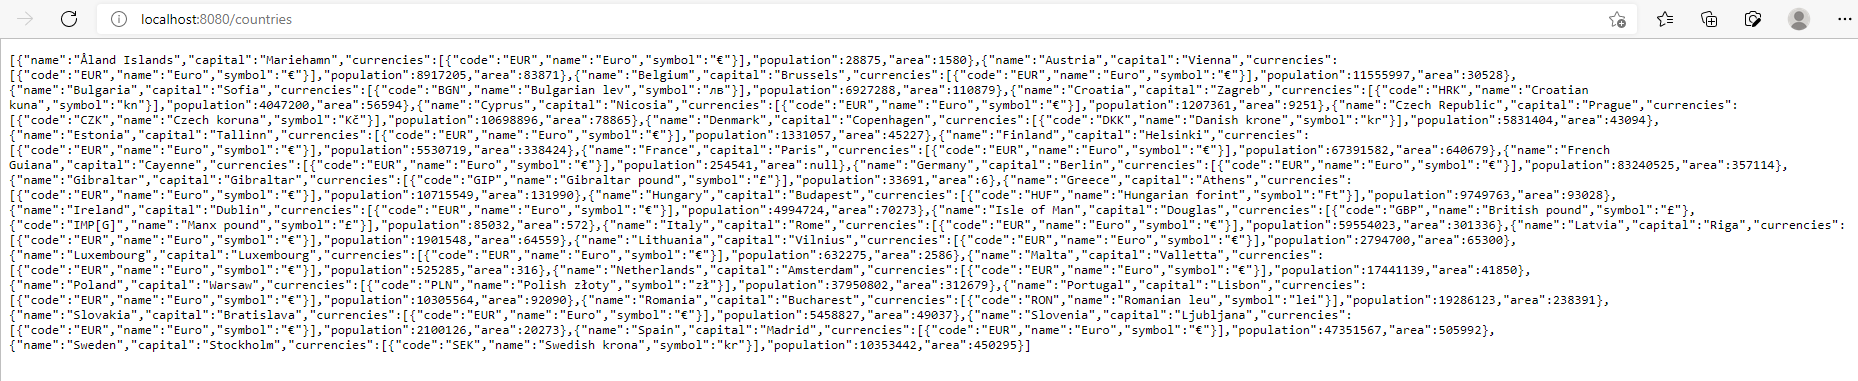 localhost:8080/countries
[{"name":"Åland Islands","capital":"Mariehamn","currencies":[{"code":"EUR","name":"Euro","symbol":"€"}],"population":28875,"area":1580},{"name":"Austria","capital":"Vienna","currencies":
[{"code":"EUR","name":"Euro","symbol":"€"}],"population":8917205,"area":83871},{"name":"Belgium","capital":"Brussels","currencies":[{"code":"EUR","name":"Euro","symbol":"€"}],"population":11555997,"area":30528},
{"name":"Bulgaria","capital":"Sofia","currencies":[{"code":"BGN","name":"Bulgarian lev","symbol":"лв"}],"population":6927288,"area":110879},{"name":"Croatia","capital":"Zagreb","currencies":[{"code":"HRK","name":"Croatian
kuna","symbol":"kn"}],"population":4047200,"area":56594},{"name":"Cyprus","capital":"Nicosia","currencies":[{"code":"EUR","name":"Euro","symbol":"€"}],"population":1207361,"area":9251},{"name":"Czech Republic","capital":"Prague","currencies":
[{"code":"CZK","name":"Czech koruna","symbol":"Kč"}],"population":10698896,"area":78865},{"name":"Denmark","capital":"Copenhagen","currencies":[{"code":"DKK","name":"Danish krone","symbol":"kr"}],"population":5831404,"area":43094},
{"name":"Estonia","capital":"Tallinn","currencies":[{"code":"EUR","name":"Euro","symbol":"€"}],"population":1331057,"area":45227},{"name":"Finland","capital":"Helsinki","currencies":
[{"code":"EUR","name":"Euro","symbol":"€"}],"population":5530719,"area":338424},{"name":"France","capital":"Paris","currencies":[{"code":"EUR","name":"Euro","symbol":"€"}],"population":67391582,"area":640679},{"name":"French
Guiana","capital":"Cayenne","currencies":[{"code":"EUR","name":"Euro","symbol":"€"}],"population":254541,"area":null},{"name":"Germany","capital":"Berlin","currencies":[{"code":"EUR","name":"Euro","symbol":"€"}],"population":83240525,"area":357114},
{"name":"Gibraltar","capital":"Gibraltar","currencies":[{"code":"GIP","name":"Gibraltar pound","symbol":"£"}],"population":33691,"area":6},{"name":"Greece","capital":"Athens","currencies":
[{"code":"EUR","name":"Euro","symbol":"€"}],"population":10715549,"area":131990},{"name":"Hungary","capital":"Budapest","currencies":[{"code":"HUF","name":"Hungarian forint","symbol":"Ft"}],"population":9749763,"area":93028},
{"name":"Ireland","capital":"Dublin","currencies":[{"code":"EUR","name":"Euro","symbol":"€"}],"population":4994724,"area":70273},{"name":"Isle of Man","capital":"Douglas","currencies":[{"code":"GBP","name":"British pound","symbol":"£"},
{"code":"IMP[G]","name":"Manx pound","symbol":"£"}],"population":85032,"area":572},{"name":"Italy","capital":"Rome","currencies":[{"code":"EUR","name":"Euro","symbol":"€"}],"population":59554023,"area":301336},{"name":"Latvia","capital":"Riga","currencies":
[{"code":"EUR","name":"Euro","symbol":"€"}],"population":1901548,"area":64559},{"name":"Lithuania","capital":"Vilnius","currencies":[{"code":"EUR","name":"Euro","symbol":"€"}],"population":2794700,"area":65300},
{"name":"Luxembourg","capital":"Luxembourg","currencies":[{"code":"EUR","name":"Euro","symbol":"€"}],"population":632275,"area":2586},{"name":"Malta","capital":"Valletta","currencies":
[{"code":"EUR","name":"Euro","symbol":"€"}],"population":525285,"area":316},{"name":"Netherlands","capital":"Amsterdam","currencies":[{"code":"EUR","name":"Euro","symbol":"€"}],"population":17441139,"area":41850},
{"name":"Poland","capital":"Warsaw","currencies":[{"code":"PLN","name":"Polish złoty","symbol":"zł"}],"population":37950802,"area":312679},{"name":"Portugal","capital":"Lisbon","currencies":
[{"code":"EUR","name":"Euro","symbol":"€"}],"population":10305564,"area":92090},{"name":"Romania","capital":"Bucharest","currencies":[{"code":"RON","name":"Romanian leu","symbol":"lei"}],"population":19286123,"area":238391},
{"name":"Slovakia","capital":"Bratislava","currencies":[{"code":"EUR","name":"Euro","symbol":"€"}],"population":5458827,"area":49037},{"name":"Slovenia","capital":"Ljubljana","currencies":
[{"code":"EUR","name":"Euro","symbol":"€"}],"population":2100126,"area":20273},{"name":"Spain","capital":"Madrid","currencies":[{"code":"EUR","name":"Euro","symbol":"€"}],"population":47351567,"area":505992},
{"name":"Sweden","capital":"Stockholm","currencies":[{"code":"SEK","name":"Swedish krona","symbol":"kr"}],"population":10353442,"area":450295}]